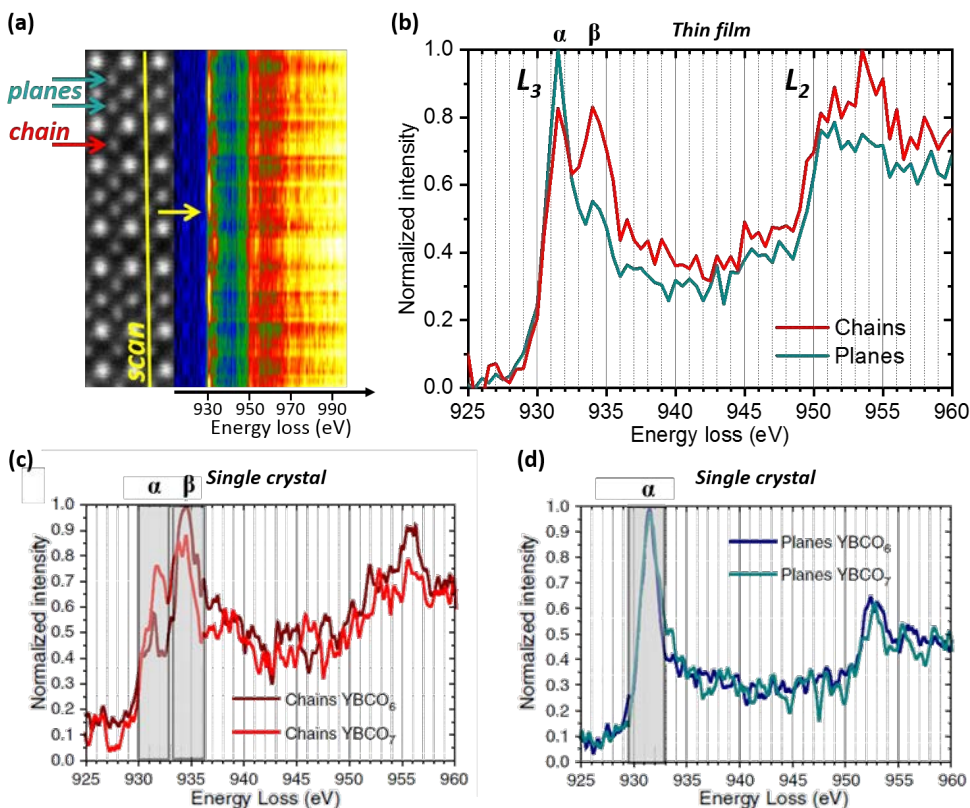 (a)
planes
chain
scan
930 950 970 990
Energy loss (eV)
(b)
α β Thin film
L3 L2
Normalized intensity
1.0
0.8
0.6
0.4
0.2
0.0
Chains
Planes
925 930 935 940 945 950 955 960
Energy loss (eV)
(c)
Single crystal
α β
Normalized intensity
1.0
0.9
0.8
0.7
0.6
0.5
0.4
0.3
0.2
0.1
0.0
Chains YBCO6
Chains YBCO7
925 930 935 940 945 950 955 960
Energy Loss (eV)
(d)
Single crystal
α
Normalized intensity
1.0
0.9
0.8
0.7
0.6
0.5
0.4
0.3
0.2
0.1
0.0
Planes YBCO6
Planes YBCO7
925 930 935 940 945 950 955 960
Energy Loss (eV)